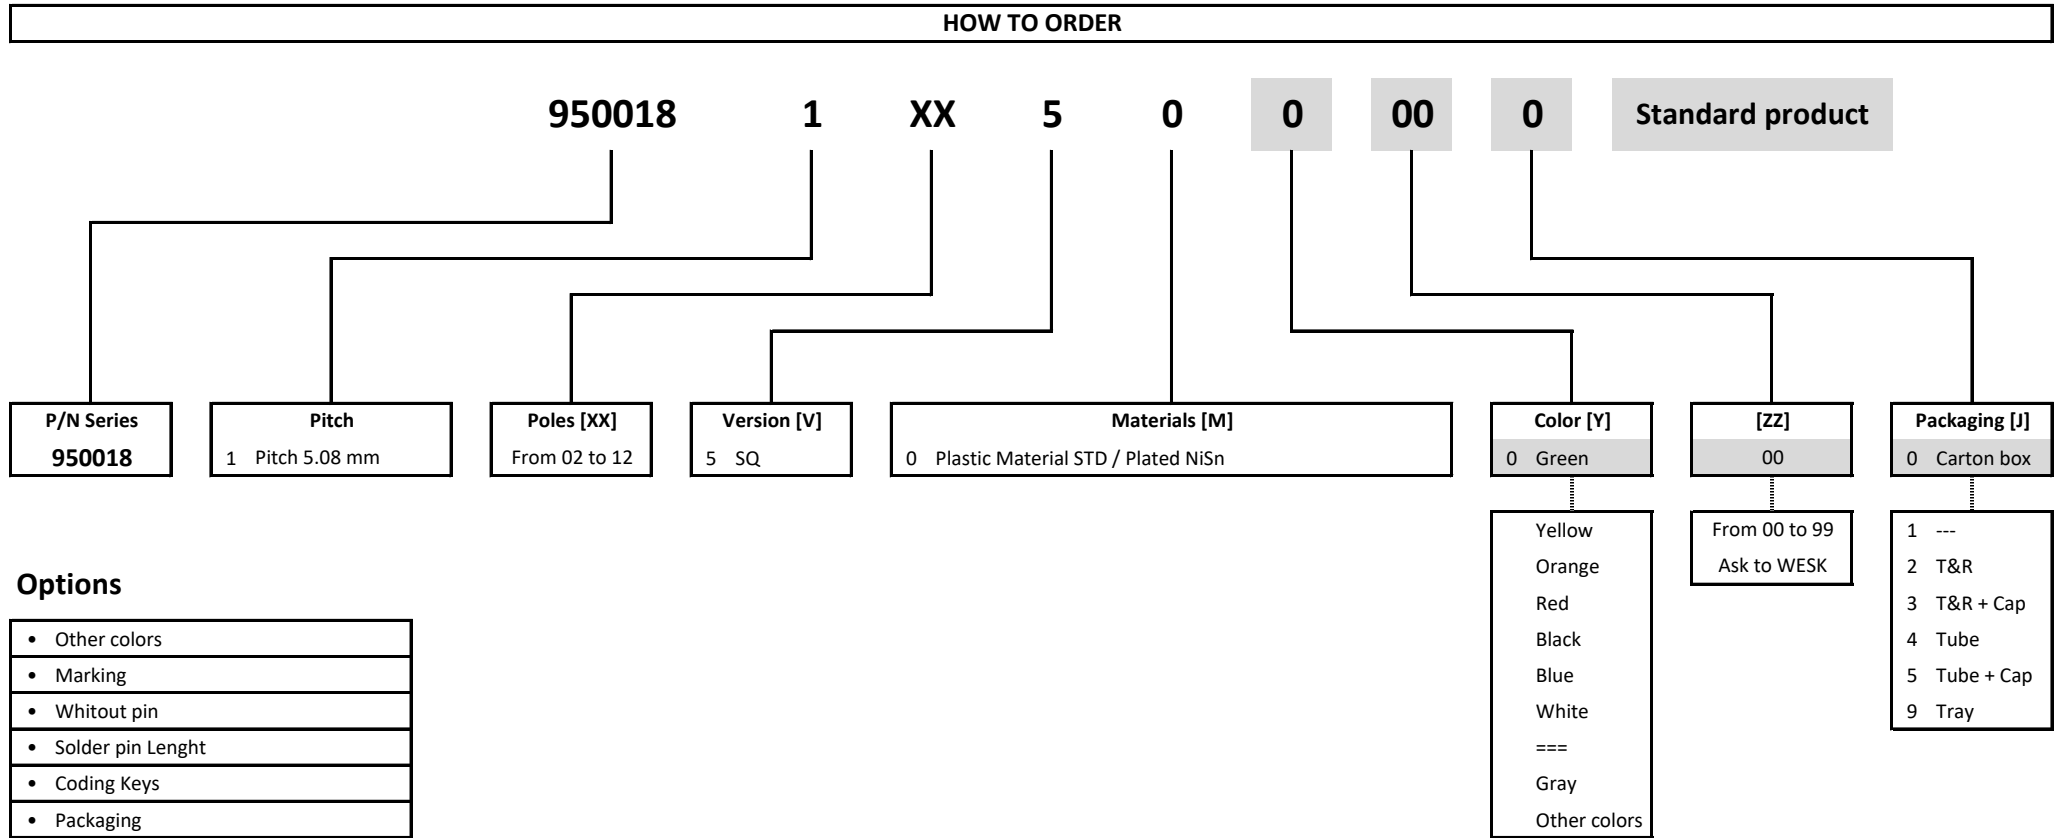 HOW TO ORDER
950018 1 XX 5 0 0 00 0 Standard product
P/N Series
950018
Pitch
1 Pitch 5.08 mm
Poles [XX]
From 02 to 12
Version [V]
5 SQ
Materials [M]
0 Plastic Material STD / Plated NiSn
Color [Y]
0 Green
Yellow
Orange
Red
Black
Blue
White
===
Gray
Other colors
[ZZ]
00
From 00 to 99
Ask to WESK
Packaging [J]
0 Carton box
1 ---
2 T&R
3 T&R + Cap
4 Tube
5 Tube + Cap
9 Tray
Options
• Other colors
• Marking
• Whitout pin
• Solder pin Lenght
• Coding Keys
• Packaging